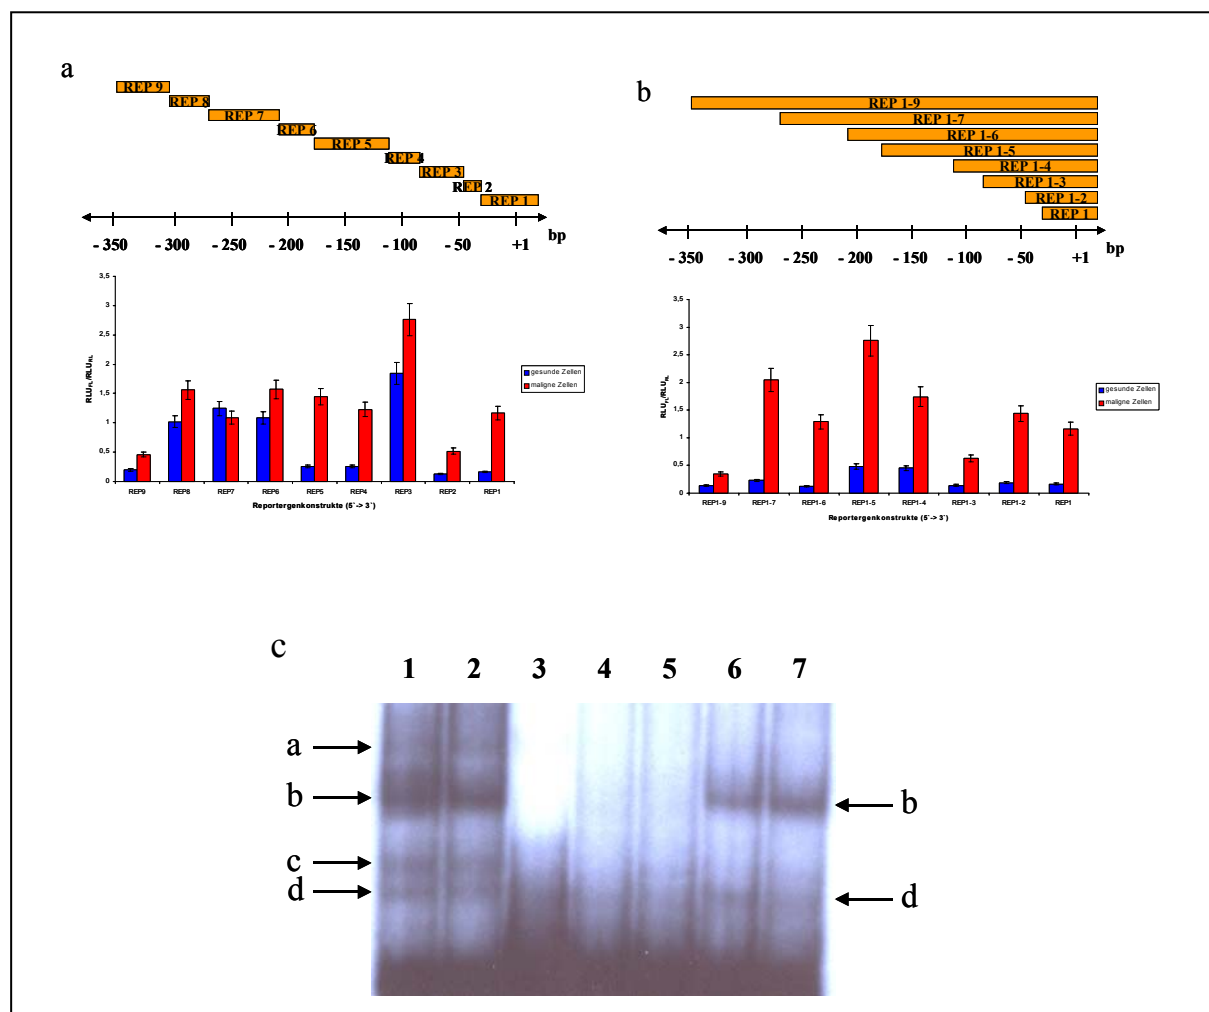 a
REP 9
REP 8
REP 7
REP 6
REP 5
REP 4
REP 3
REP 2
REP 1
bp
- 350 - 300 - 250 - 200 - 150 - 100 - 50 +1
3,5
3
2,5
2
1,5
1
0,5
0
RLU_FL/RLU_RL
gesunde Zellen
maligne Zellen
REP9 REP8 REP7 REP6 REP5 REP4 REP3 REP2 REP1
Reportergenkonstrukte (5`-> 3`)
b
REP 1-9
REP 1-7
REP 1-6
REP 1-5
REP 1-4
REP 1-3
REP 1-2
REP 1
bp
- 350 - 300 - 250 - 200 - 150 - 100 - 50 +1
3,5
3
2,5
2
1,5
1
0,5
0
RLU_FL/RLU_RL
gesunde Zellen
maligne Zellen
REP1-9 REP1-7 REP1-6 REP1-5 REP1-4 REP1-3 REP1-2 REP1
Reportergenkonstrukte (5`-> 3`)
c
1 2 3 4 5 6 7
a
b
c
d
b
d